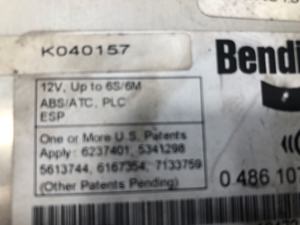 K040157
12V, Up to 6S/6M
ABS/ATC, PLC
ESP
One or More U.S. Patents
Apply: 6237401, 5341298
5613744, 6167354, 7133759
(Other Patents Pending)
Bendi
0 486 107